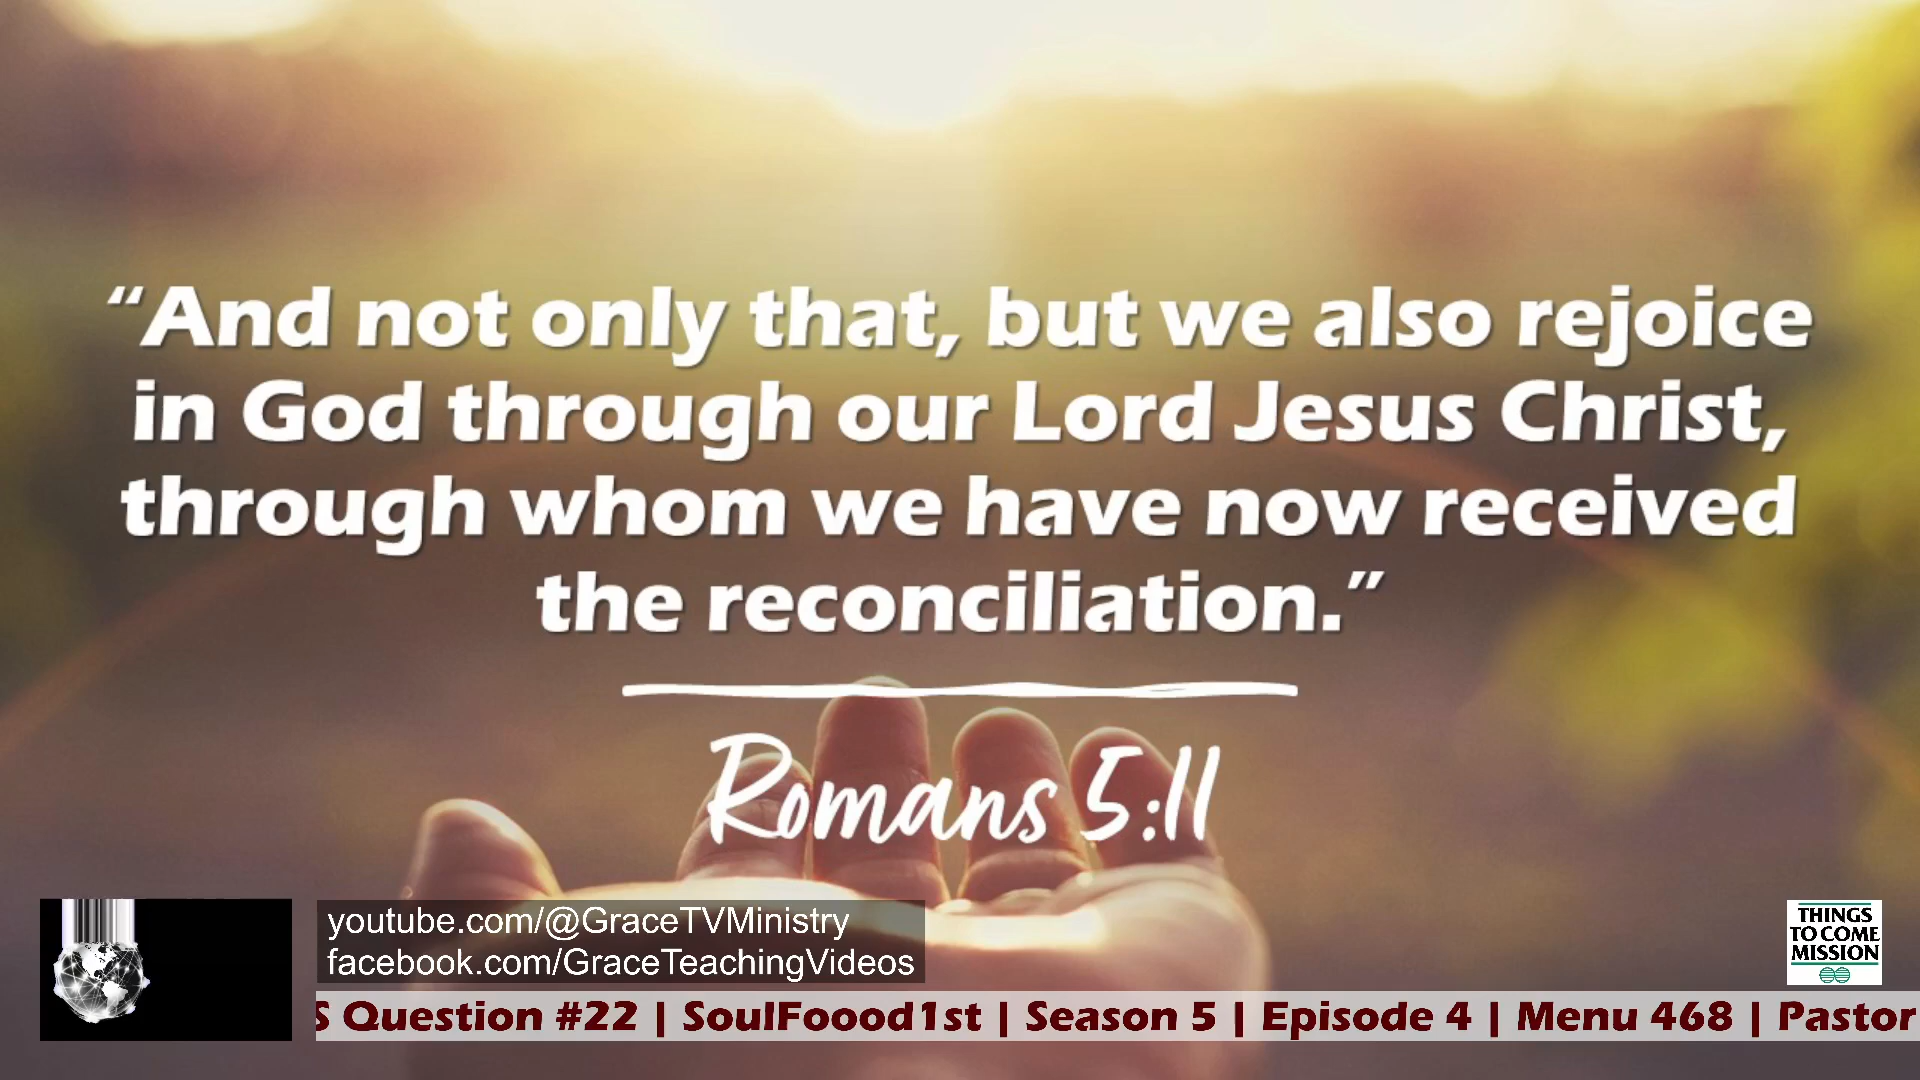 “And not only that, but we also rejoice
in God through our Lord Jesus Christ,
through whom we have now received
the reconciliation.”
Romans 5:11
youtube.com/@GraceTVMinistry
facebook.com/GraceTeachingVideos
THINGS
TO COME
MISSION
S Question #22 | SoulFoood1st | Season 5 | Episode 4 | Menu 468 | Pastor